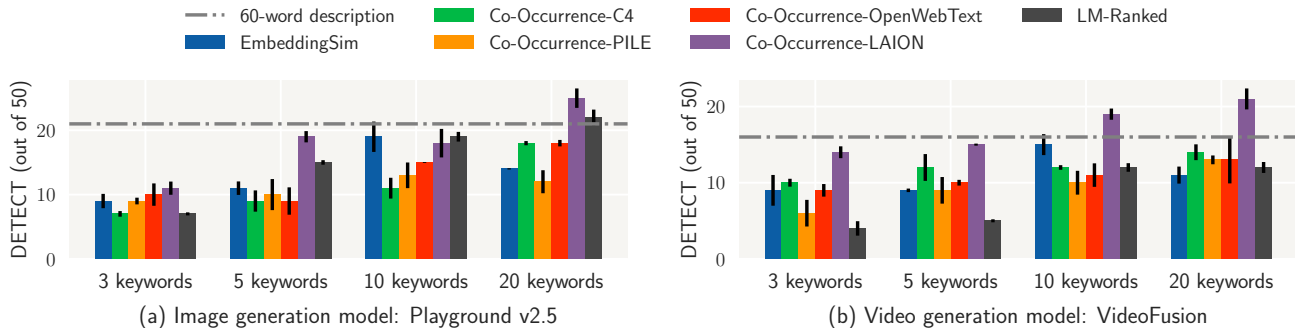 60-word description
Co-Occurrence-C4
Co-Occurrence-OpenWebText
LM-Ranked
EmbeddingSim
Co-Occurrence-PILE
Co-Occurrence-LAION
DETECT (out of 50)
20
10
0
3 keywords
5 keywords
10 keywords
20 keywords
(a) Image generation model: Playground v2.5
DETECT (out of 50)
20
10
0
3 keywords
5 keywords
10 keywords
20 keywords
(b) Video generation model: VideoFusion